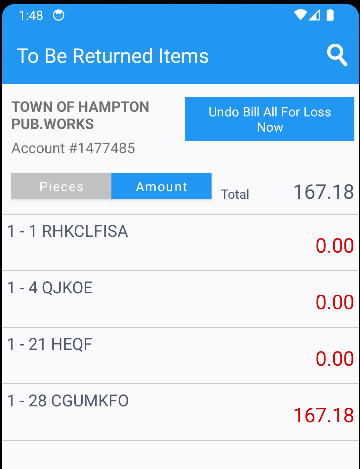 1:48
To Be Returned Items
TOWN OF HAMPTON
PUB.WORKS
Account #1477485
Undo Bill All For Loss
Now
Pieces
Amount
Total
167.18
1 - 1 RHKCLFISA
0.00
1 - 4 QJKOE
0.00
1 - 21 HEQF
0.00
1 - 28 CGUMKFO
167.18